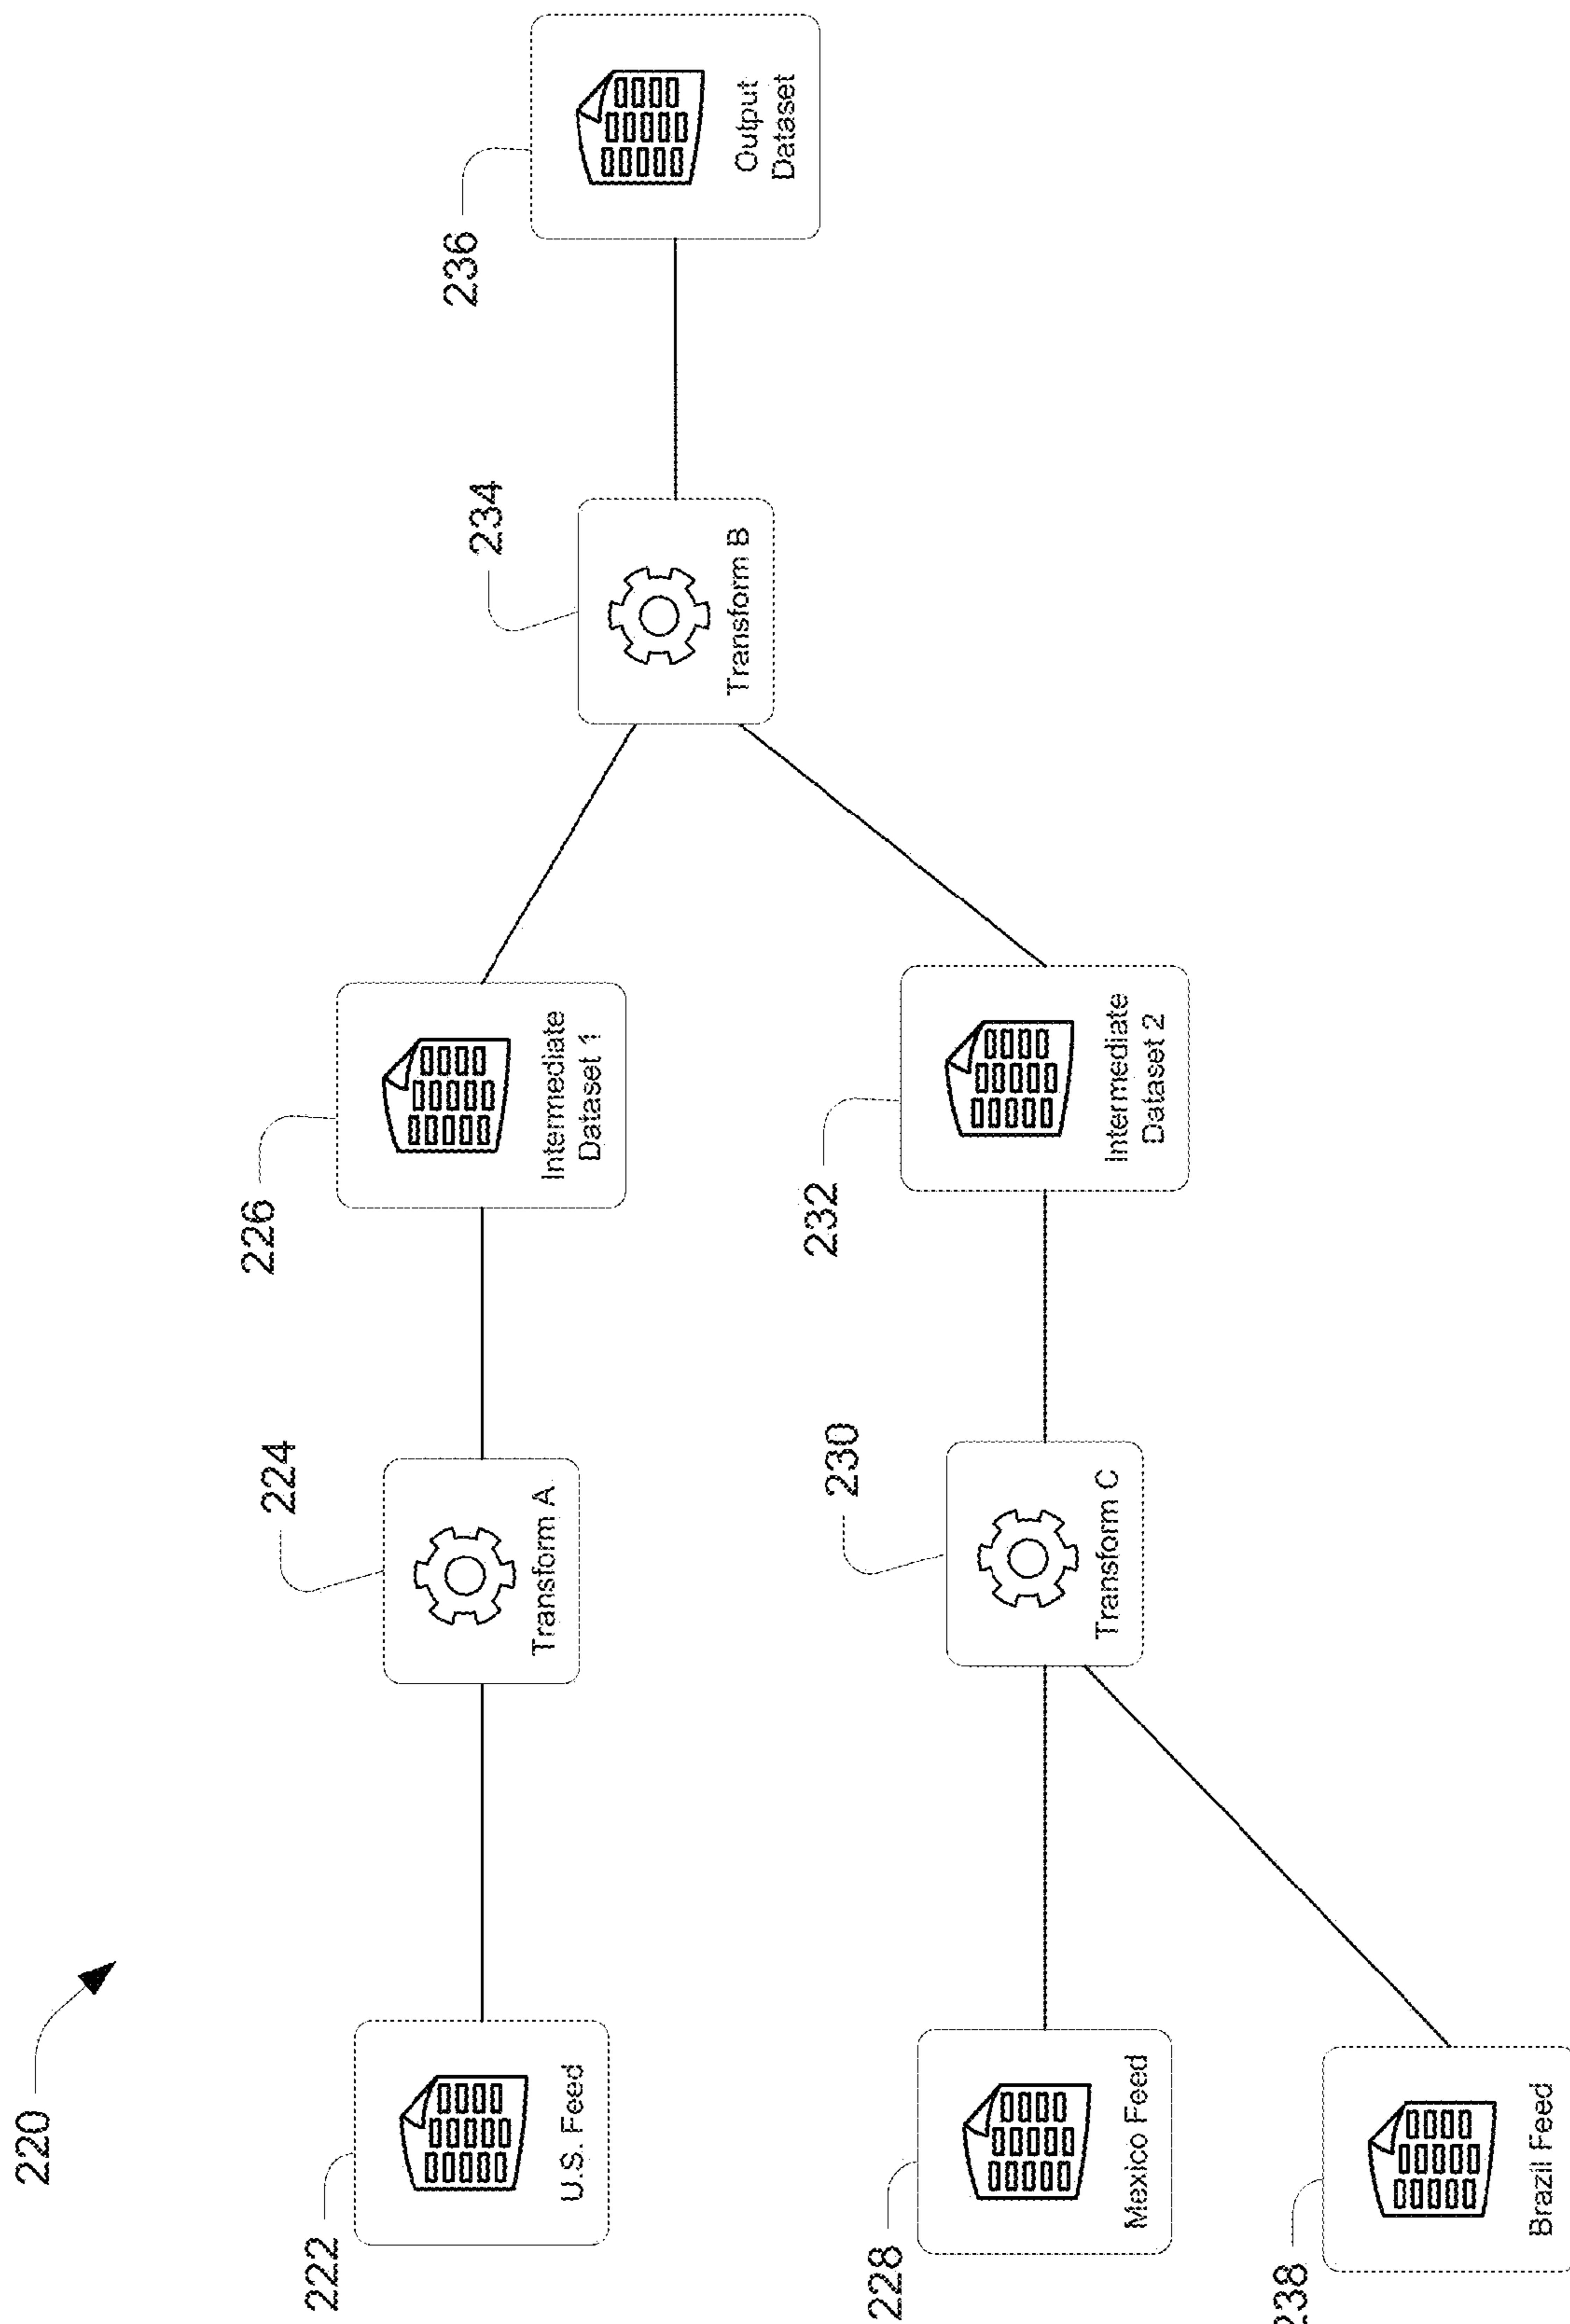 220
222
U.S. Feed
224
Transform A
226
Intermediate
Dataset 1
228
Mexico Feed
230
Transform C
232
Intermediate
Dataset 2
234
Transform B
236
Output
Dataset
238
Brazil Feed